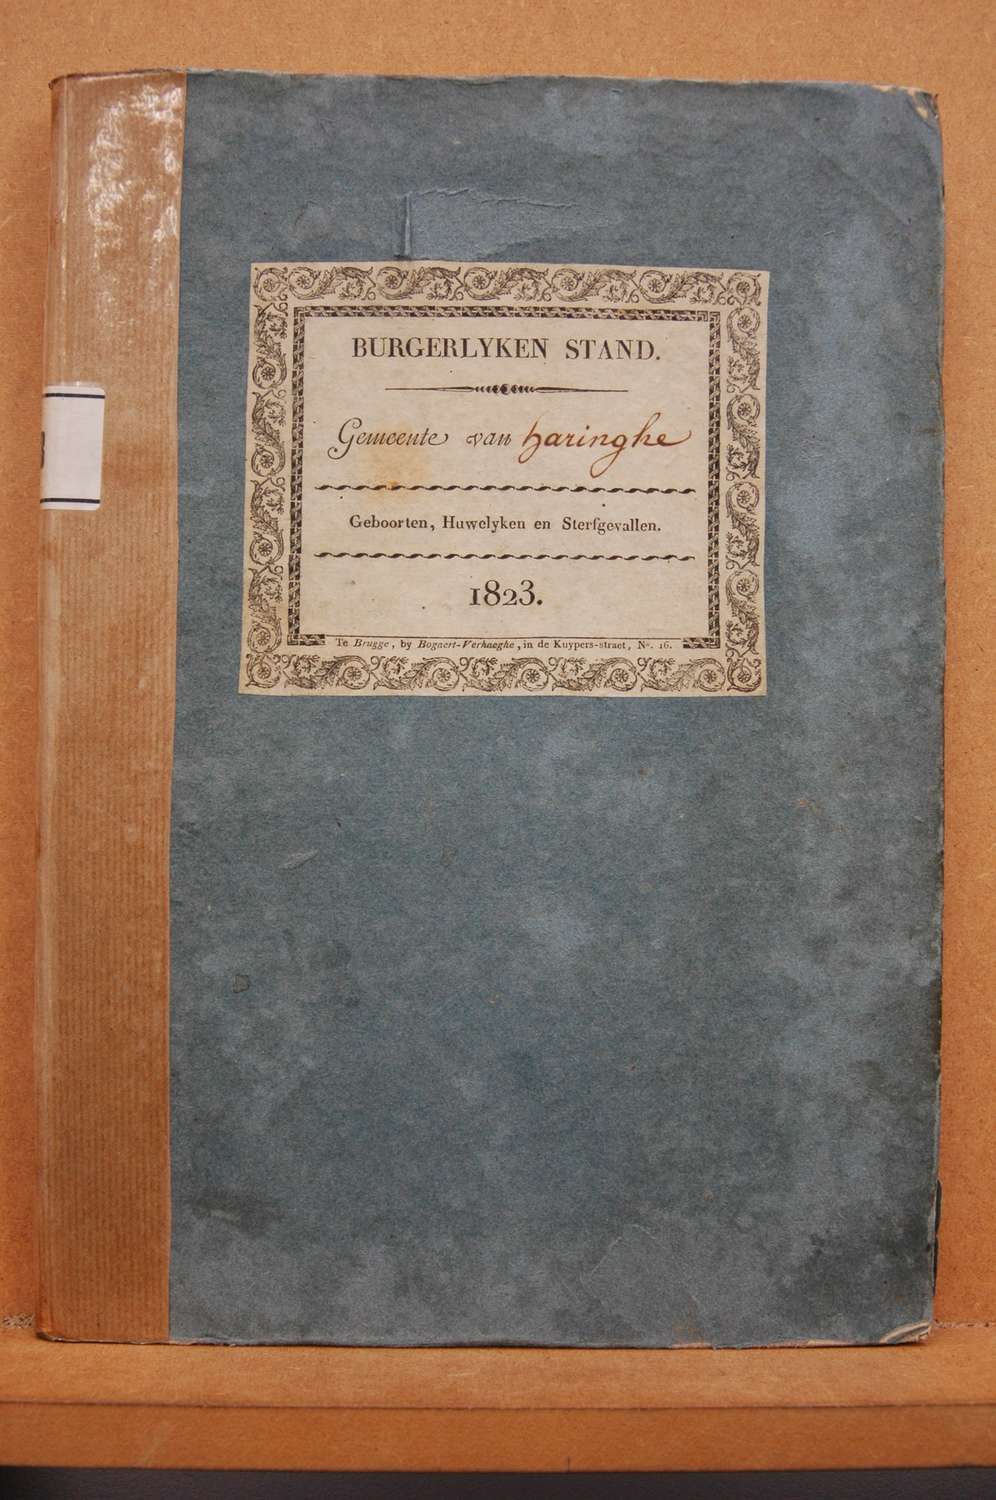 BURGERLYKEN STAND.
Gemeente van haringhe
Geboorten, Huwelyken en Sterfgevallen.
1823.
Te Brugge, by Bogaert-Verhaeghe, in de Kuypers-straet, No. 16.